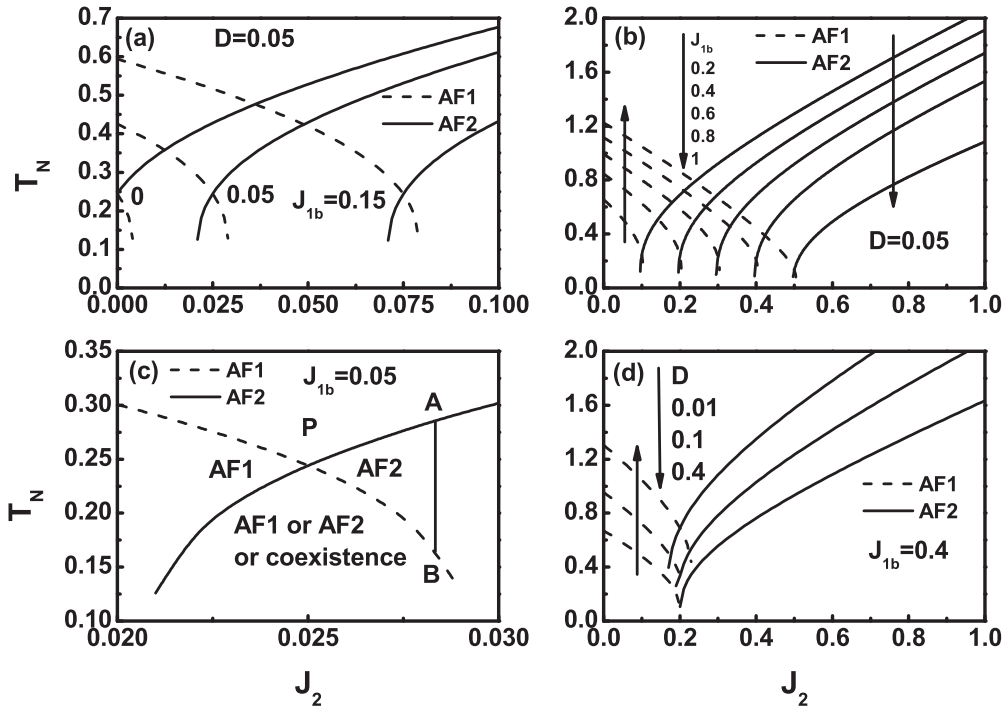 (a)
D=0.05
AF1
AF2
0
0.05
J1b=0.15
TN
0.7
0.6
0.5
0.4
0.3
0.2
0.1
0.0
0.000 0.025 0.050 0.075 0.100
(b)
J1b
0.2
0.4
0.6
0.8
1
AF1
AF2
D=0.05
2.0
1.6
1.2
0.8
0.4
0.0
0.0 0.2 0.4 0.6 0.8 1.0
(c)
AF1
AF2
J1b=0.05
P
A
AF1
AF2
AF1 or AF2
or coexistence
B
TN
0.35
0.30
0.25
0.20
0.15
0.10
0.020 0.025 0.030
J2
(d)
D
0.01
0.1
0.4
AF1
AF2
J1b=0.4
2.0
1.6
1.2
0.8
0.4
0.0
0.0 0.2 0.4 0.6 0.8 1.0
J2